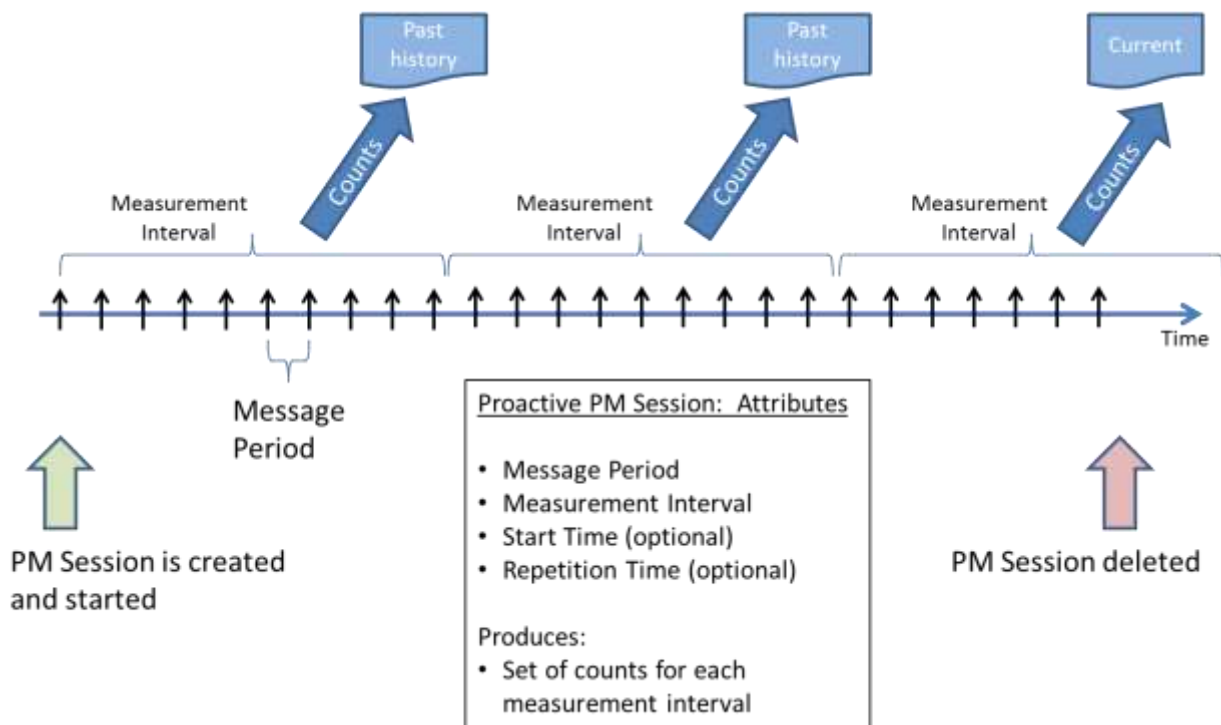 Past
history
Past
history
Current
Counts
Counts
Counts
Measurement
Interval
Measurement
Interval
Measurement
Interval
Time
Message
Period
Proactive PM Session: Attributes
• Message Period
• Measurement Interval
• Start Time (optional)
• Repetition Time (optional)
Produces:
• Set of counts for each
measurement interval
PM Session is created
and started
PM Session deleted